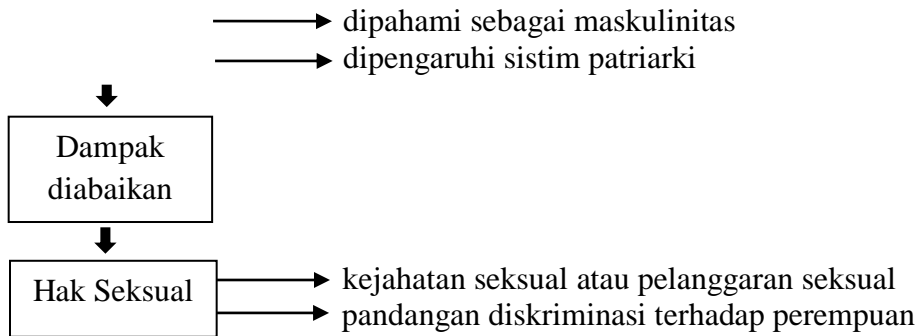 dipahami sebagai maskulinitas
dipengaruhi sistim patriarki
Dampak
diabaikan
Hak Seksual
kejahatan seksual atau pelanggaran seksual
pandangan diskriminasi terhadap perempuan